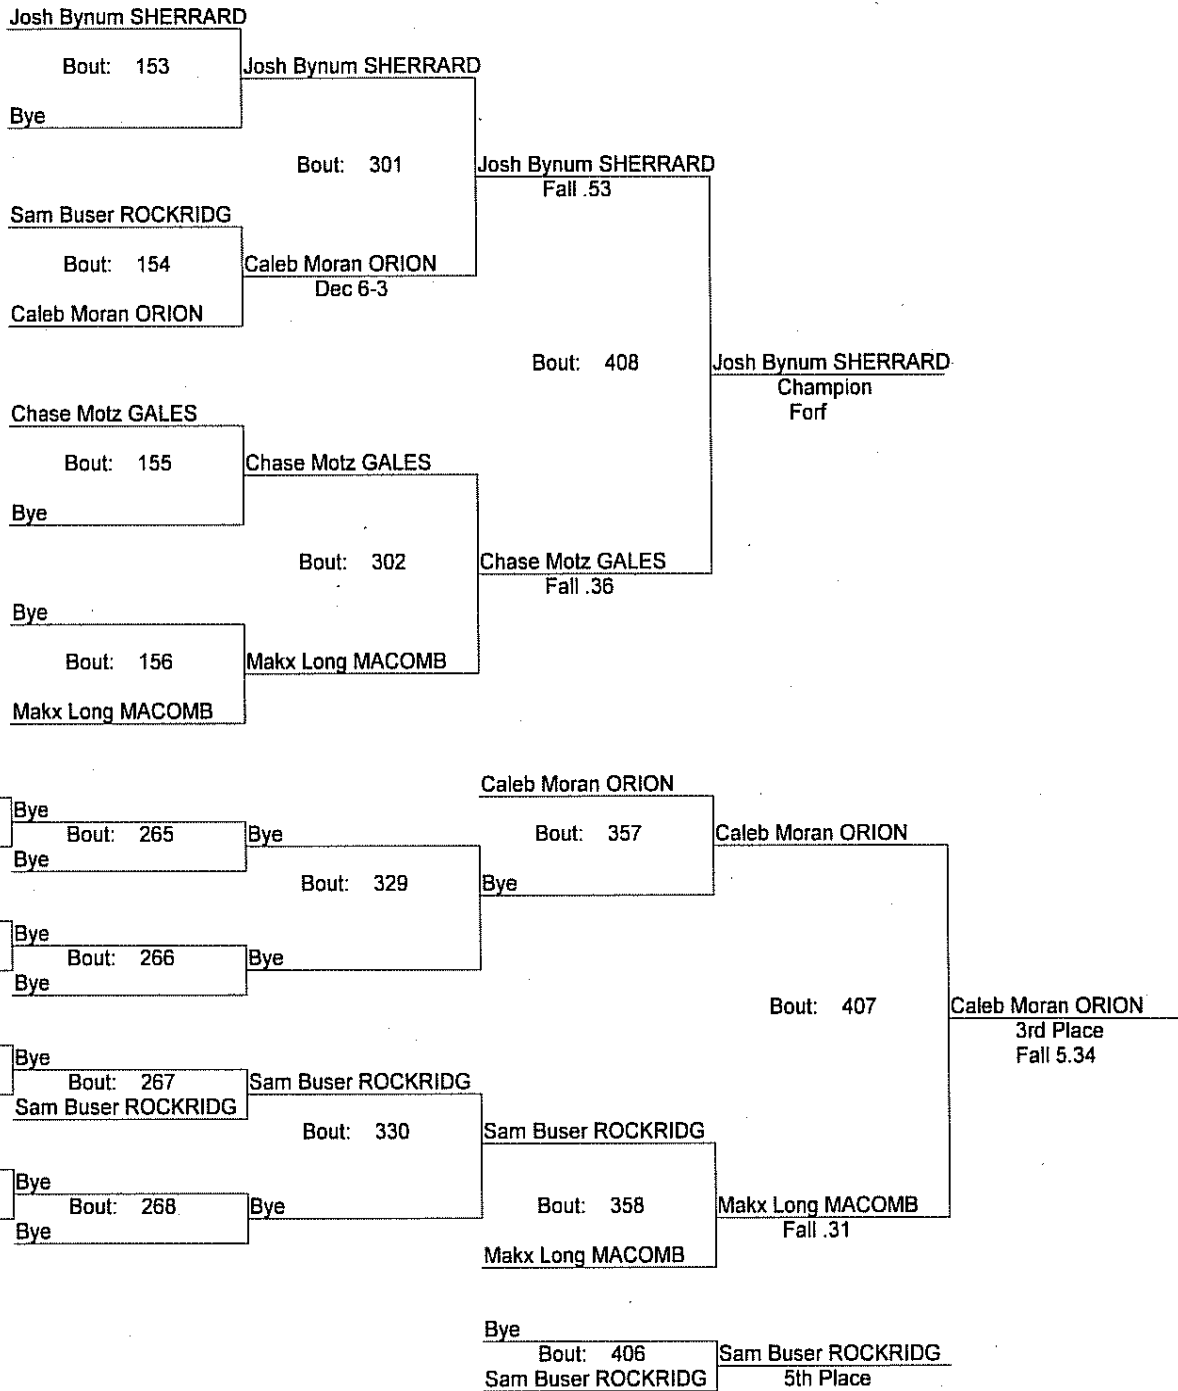 Josh Bynum SHERRARD
Bout: 153
Josh Bynum SHERRARD
Bye
Bout: 301
Josh Bynum SHERRARD
Fall .53
Sam Buser ROCKRIDG
Bout: 154
Caleb Moran ORION
Dec 6-3
Caleb Moran ORION
Bout: 408
Josh Bynum SHERRARD
Champion
Forf
Chase Motz GALES
Bout: 155
Chase Motz GALES
Bye
Bout: 302
Chase Motz GALES
Fall .36
Bye
Bout: 156
Makx Long MACOMB
Makx Long MACOMB
Caleb Moran ORION
Bye
Bout: 265
Bye
Bye
Bout: 357
Caleb Moran ORION
Bout: 329
Bye
Bye
Bout: 266
Bye
Bye
Bout: 407
Caleb Moran ORION
3rd Place
Fall 5.34
Bye
Bout: 267
Sam Buser ROCKRIDG
Sam Buser ROCKRIDG
Bout: 330
Sam Buser ROCKRIDG
Bye
Bout: 268
Bye
Bye
Bout: 358
Makx Long MACOMB
Fall .31
Makx Long MACOMB
Bye
Bout: 406
Sam Buser ROCKRIDG
Sam Buser ROCKRIDG
5th Place